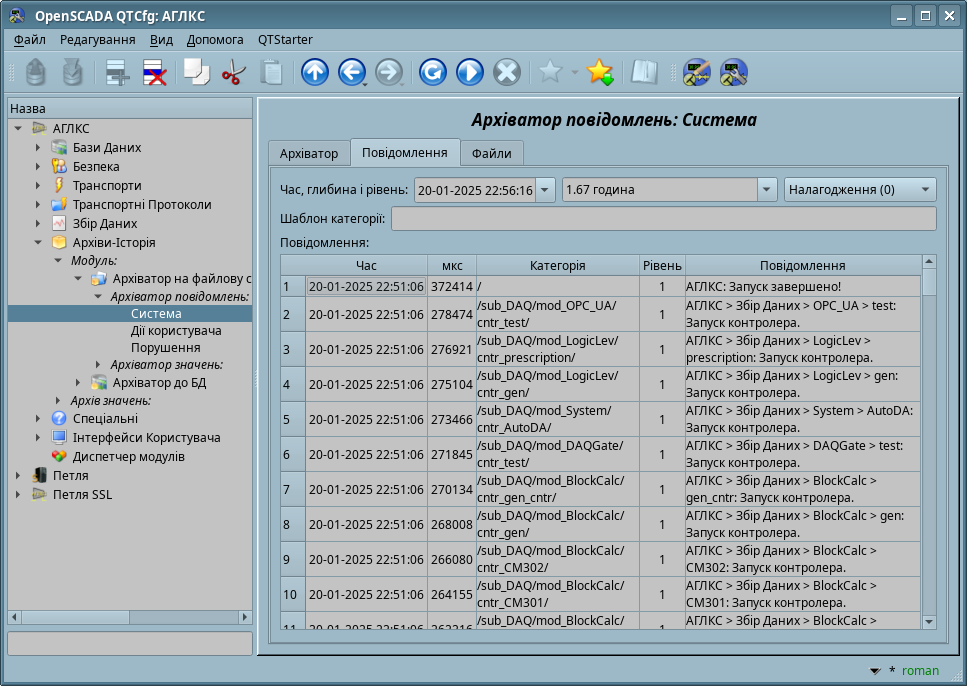 OpenSCADA QTCfg: АГЛКС
Файл Редагування Вид Допомога QTStarter
Назва
АГЛКС
Бази Даних
Безпека
Транспорти
Транспортні Протоколи
Збір Даних
Архіви-Історія
Модуль:
Архіватор на файлову с
Архіватор повідомлень:
Система
Дії користувача
Порушення
Архіватор значень:
Архіватор до БД
Архів значень:
Спеціальні
Інтерфейси Користувача
Диспетчер модулів
Петля
Петля SSL
Архіватор повідомлень: Система
Архіватор Повідомлення Файли
Час, глибина і рівень: 20-01-2025 22:56:16 1.67 година Налагодження (0)
Шаблон категорії:
Повідомлення:
Час мкс Категорія Рівень Повідомлення
1 20-01-2025 22:51:06 372414 / 1 АГЛКС: Запуск завершено!
2 20-01-2025 22:51:06 278474 /sub_DAQ/mod_OPC_UA/ 1 АГЛКС > Збір Даних > OPC_UA > test:
cntr_test/ Запуск контролера.
3 20-01-2025 22:51:06 276921 /sub_DAQ/mod_LogicLev/ 1 АГЛКС > Збір Даних > LogicLev >
cntr_prescription/ prescription: Запуск контролера.
4 20-01-2025 22:51:06 275104 /sub_DAQ/mod_LogicLev/ 1 АГЛКС > Збір Даних > LogicLev > gen:
cntr_gen/ Запуск контролера.
5 20-01-2025 22:51:06 273466 /sub_DAQ/mod_System/ 1 АГЛКС > Збір Даних > System > AutoDA:
cntr_AutoDA/ Запуск контролера.
6 20-01-2025 22:51:06 271845 /sub_DAQ/mod_DAQGate/ 1 АГЛКС > Збір Даних > DAQGate > test:
cntr_test/ Запуск контролера.
7 20-01-2025 22:51:06 270134 /sub_DAQ/mod_BlockCalc/ 1 АГЛКС > Збір Даних > BlockCalc >
cntr_gen_cntr/ gen_cntr: Запуск контролера.
8 20-01-2025 22:51:06 268008 /sub_DAQ/mod_BlockCalc/ 1 АГЛКС > Збір Даних > BlockCalc > gen:
cntr_gen/ Запуск контролера.
9 20-01-2025 22:51:06 266080 /sub_DAQ/mod_BlockCalc/ 1 АГЛКС > Збір Даних > BlockCalc >
cntr_CM302/ CM302: Запуск контролера.
10 20-01-2025 22:51:06 264155 /sub_DAQ/mod_BlockCalc/ 1 АГЛКС > Збір Даних > BlockCalc >
cntr_CM301/ CM301: Запуск контролера.
/sub_DAQ/mod_BlockCalc/ АГЛКС > Збір Даних > BlockCalc >
* roman